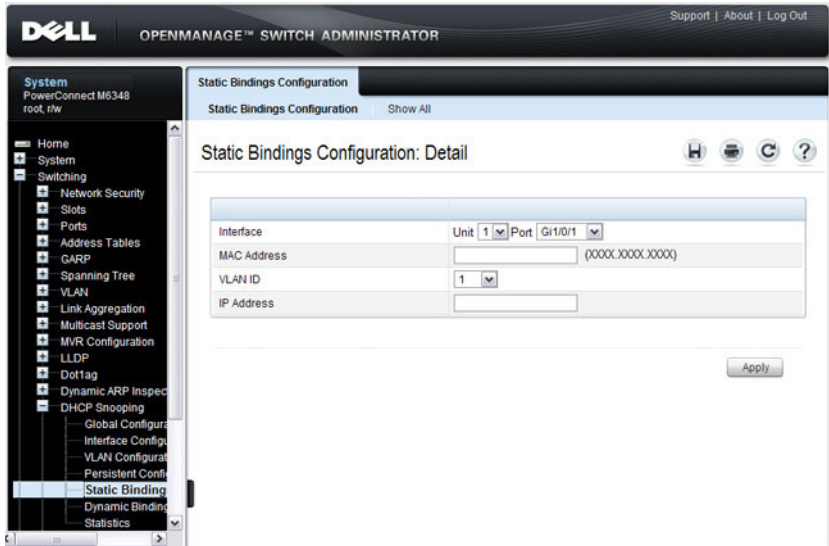 Support | About | Log Out
DELL
OPENMANAGE™ SWITCH ADMINISTRATOR
System
PowerConnect M6348
root, r/w
Home
System
Switching
Network Security
Slots
Ports
Address Tables
GARP
Spanning Tree
VLAN
Link Aggregation
Multicast Support
MVR Configuration
LLDP
Dot1ag
Dynamic ARP Inspect
DHCP Snooping
Global Configura
Interface Configu
VLAN Configurat
Persistent Confi
Static Binding
Dynamic Binding
Statistics
Static Bindings Configuration
Static Bindings Configuration Show All
Static Bindings Configuration: Detail
Interface Unit 1 Port Gi1/0/1
MAC Address (XXXX.XXXX.XXXX)
VLAN ID 1
IP Address
Apply